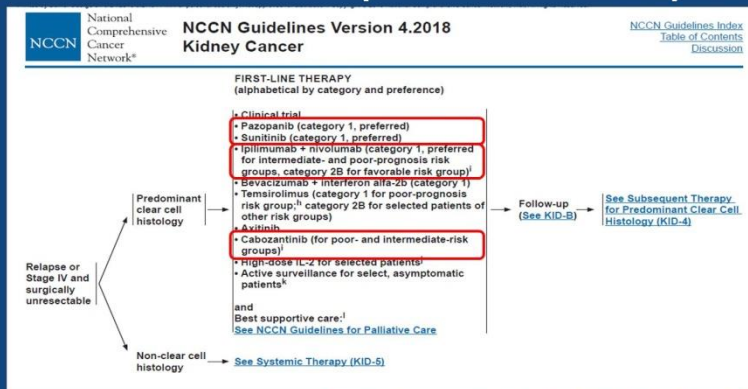 National
Comprehensive
NCCN Cancer
Network®
NCCN Guidelines Version 4.2018
Kidney Cancer
NCCN Guidelines Index
Table of Contents
Discussion
FIRST-LINE THERAPY
(alphabetical by category and preference)
• Clinical trial
• Pazopanib (category 1, preferred)
• Sunitinib (category 1, preferred)
• Ipilimumab + nivolumab (category 1, preferred
for intermediate- and poor-prognosis risk
groups, category 2B for favorable risk group)i
• Bevacizumab + interferon alfa-2b (category 1)
• Temsirolimus (category 1 for poor-prognosis
risk group;h category 2B for selected patients of
other risk groups)
• Axitinib
• Cabozantinib (for poor- and intermediate-risk
groups)i
• High-dose IL-2 for selected patientsj
• Active surveillance for select, asymptomatic
patientsk
and
Best supportive care:l
See NCCN Guidelines for Palliative Care
Relapse or
Stage IV and
surgically
unresectable
Predominant
clear cell
histology
Follow-up
(See KID-B)
See Subsequent Therapy
for Predominant Clear Cell
Histology (KID-4)
Non-clear cell
histology
See Systemic Therapy (KID-5)